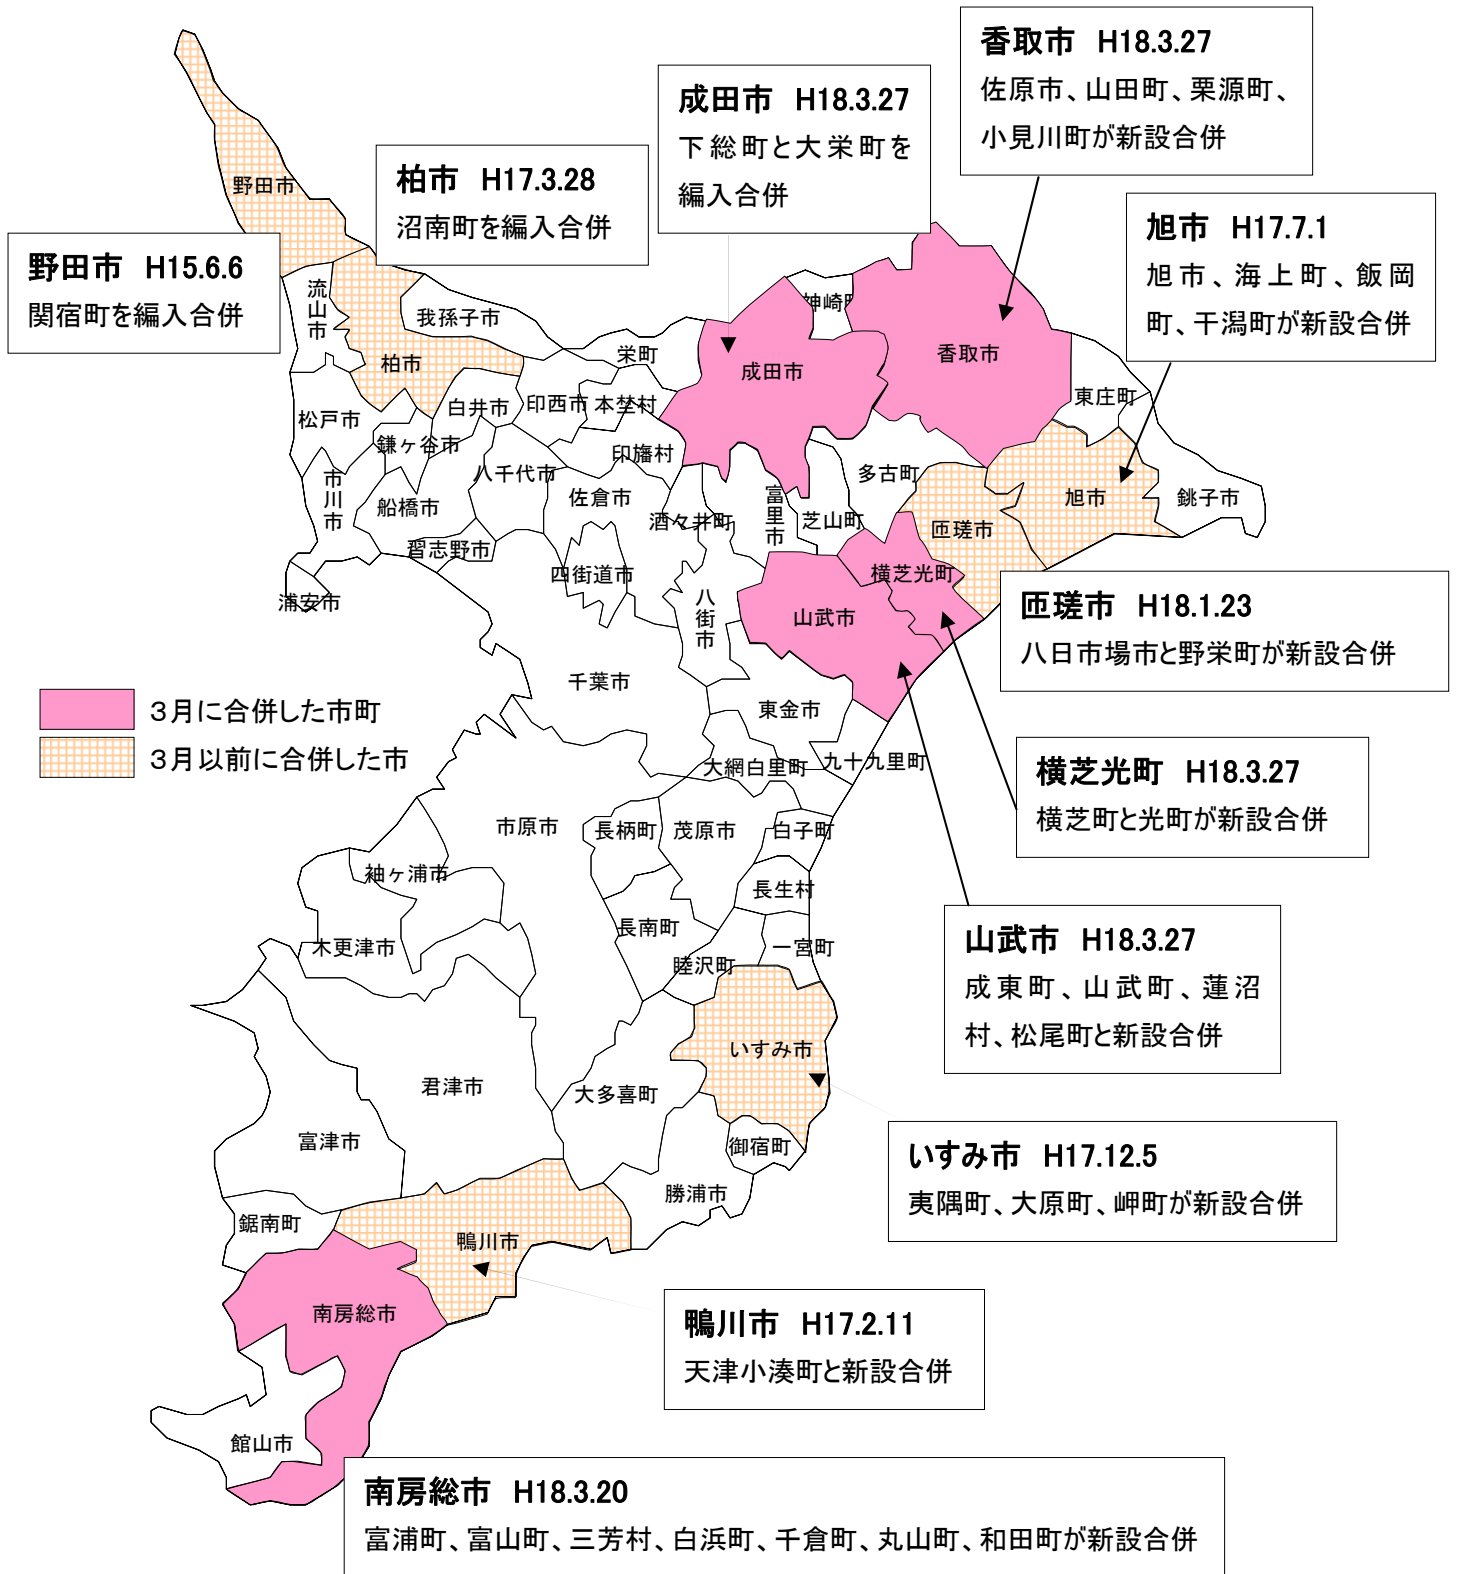 香取市 H18.3.27
佐原市、山田町、栗源町、
小見川町が新設合併
成田市 H18.3.27
下総町と大栄町を
編入合併
柏市 H17.3.28
沼南町を編入合併
旭市 H17.7.1
旭市、海上町、飯岡
町、干潟町が新設合併
野田市 H15.6.6
関宿町を編入合併
野田市
流山市
我孫子市
柏市
神崎町
栄町
成田市
香取市
東庄町
松戸市
白井市
印西市
本埜村
鎌ヶ谷市
印旛村
八千代市
多古町
市川市
船橋市
佐倉市
酒々井町
富里市
芝山町
旭市
銚子市
匝瑳市
習志野市
四街道市
横芝光町
浦安市
八街市
山武市
匝瑳市 H18.1.23
八日市場市と野栄町が新設合併
千葉市
東金市
3月に合併した市町
3月以前に合併した市
大網白里町
九十九里町
横芝光町 H18.3.27
横芝町と光町が新設合併
市原市
長柄町
茂原市
白子町
袖ヶ浦市
長生村
長南町
木更津市
一宮町
睦沢町
山武市 H18.3.27
成東町、山武町、蓮沼
村、松尾町と新設合併
いすみ市
君津市
大多喜町
富津市
御宿町
いすみ市 H17.12.5
夷隅町、大原町、岬町が新設合併
勝浦市
鋸南町
鴨川市
南房総市
鴨川市 H17.2.11
天津小湊町と新設合併
館山市
南房総市 H18.3.20
富浦町、富山町、三芳村、白浜町、千倉町、丸山町、和田町が新設合併